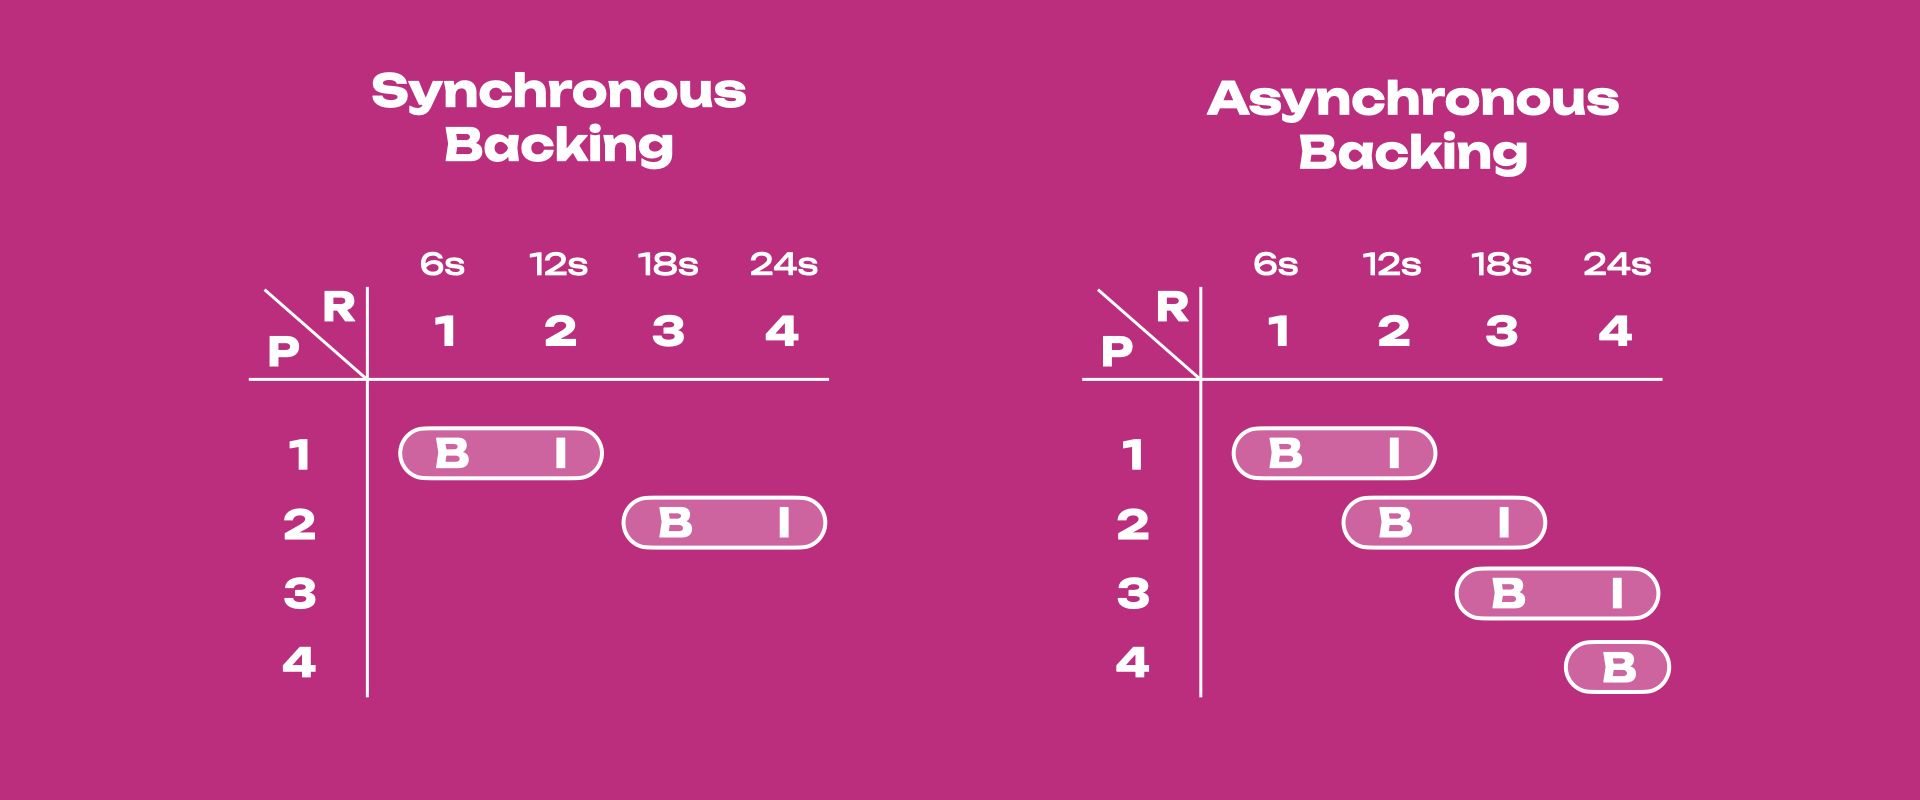 Synchronous
Backing
6s 12s 18s 24s
R
P
1 2 3 4
1 B I
2 B I
3
4
Asynchronous
Backing
6s 12s 18s 24s
R
P
1 2 3 4
1 B I
2 B I
3 B I
4 B